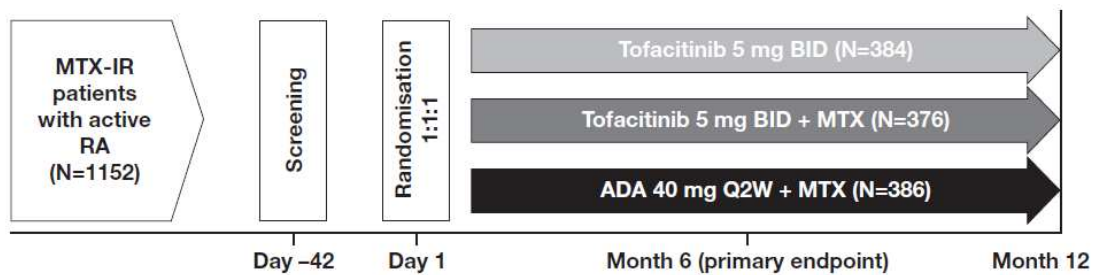 MTX-IR
patients
with active
RA
(N=1152)
Screening
Randomisation
1:1:1
Tofacitinib 5 mg BID (N=384)
Tofacitinib 5 mg BID + MTX (N=376)
ADA 40 mg Q2W + MTX (N=386)
Day –42
Day 1
Month 6 (primary endpoint)
Month 12